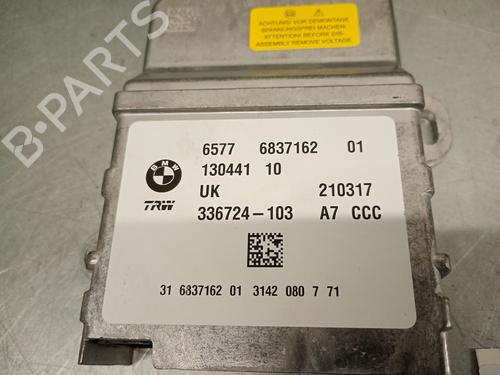 ACHTUNG! VOR DEMONTAGE
SPANNUNGSFREI MACHEN.
ATTENTION! BEFORE DIS-
ASSEMBLY REMOVE VOLTAGE.
B-PARTS
BMW
6577 6837162 01
130441 10
UK 210317
TRW 336724-103 A7 CCC
31 6837162 01 3142 080 7 71